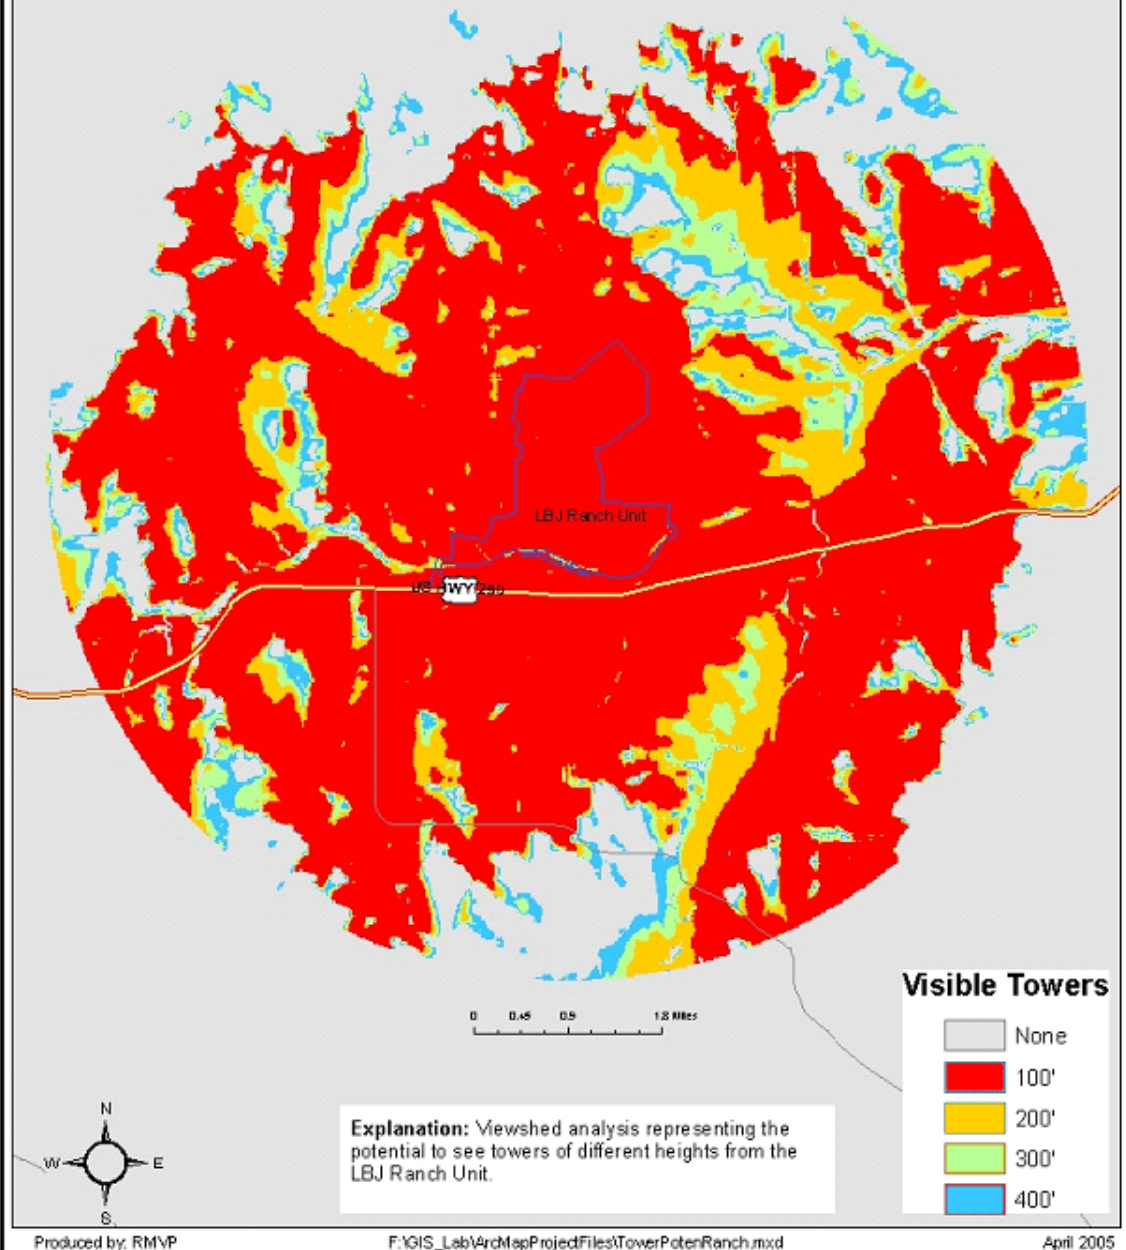 LBJ Ranch Unit
US HWY 290
0 0.45 0.9 1.8 Miles
Visible Towers
None
100'
200'
300'
400'
N
W E
S
Explanation: Viewshed analysis representing the
potential to see towers of different heights from the
LBJ Ranch Unit.
Produced by: RMVP F:\GIS_Lab\ArcMapProjectFiles\TowerPotenRanch.mxd April 2005